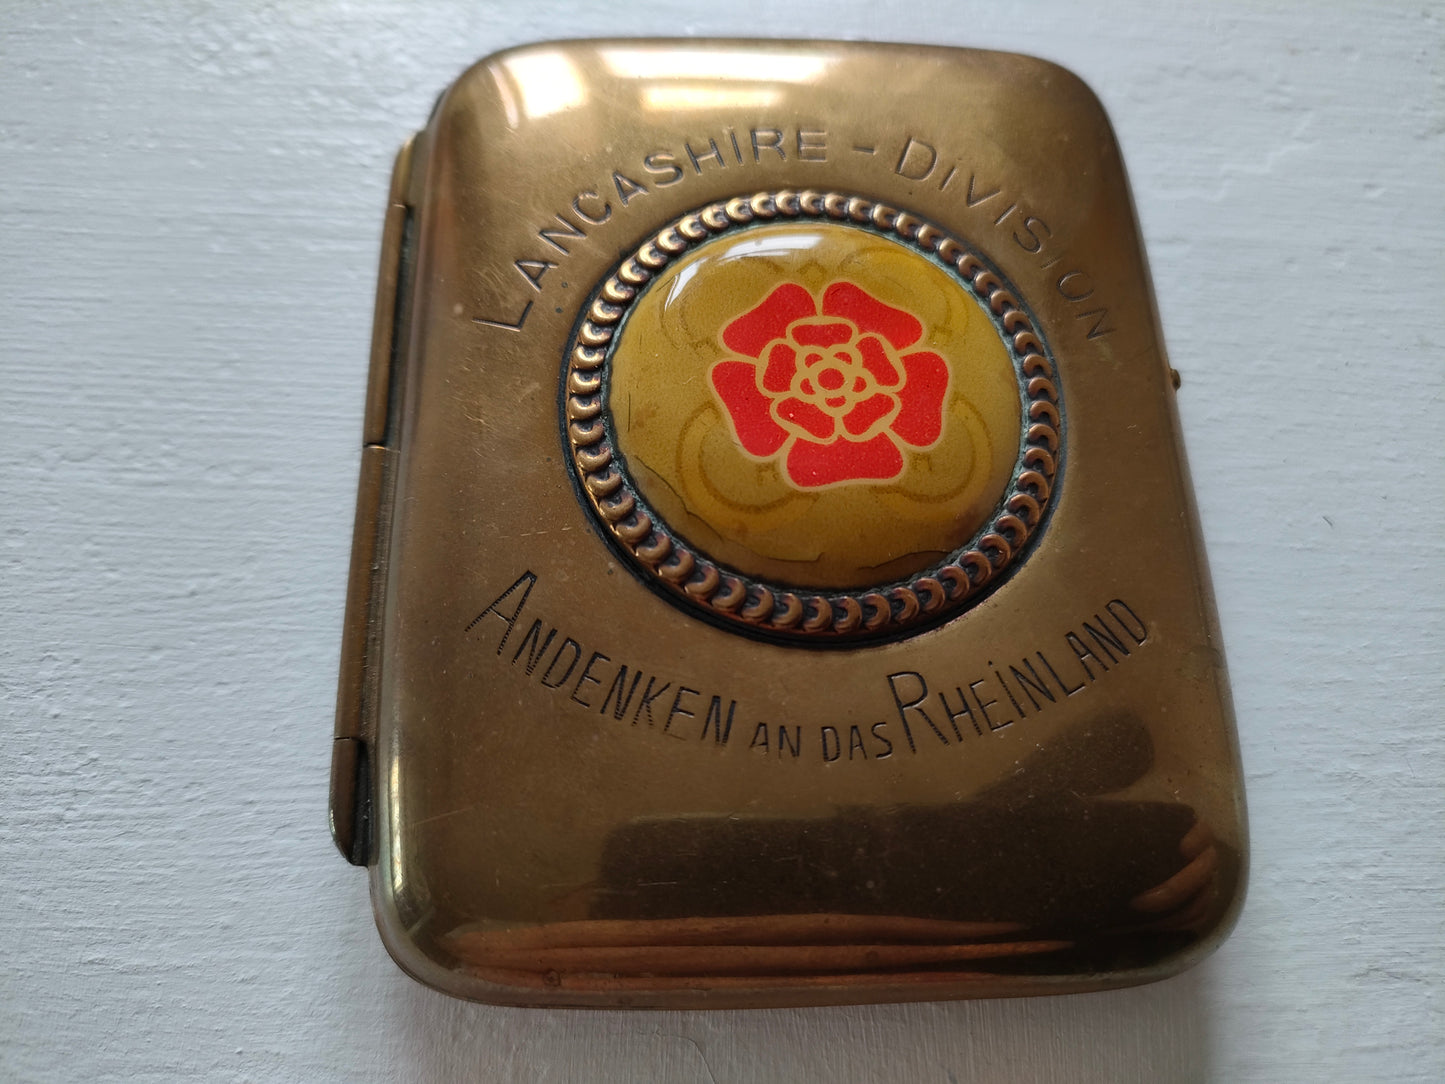 LANCASHIRE - DIVISION
ANDENKEN AN DAS RHEINLAND